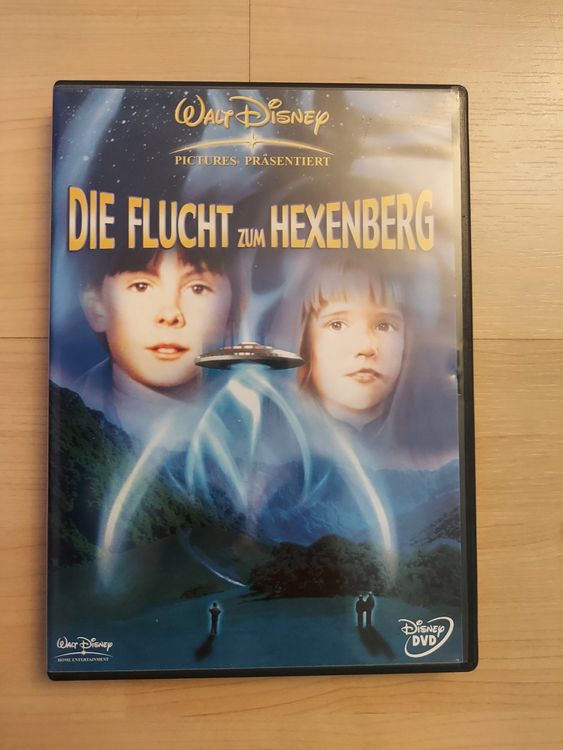 WALT DISNEY
PICTURES PRÄSENTIERT
DIE FLUCHT ZUM HEXENBERG
WALT DISNEY
HOME ENTERTAINMENT
DISNEY
DVD